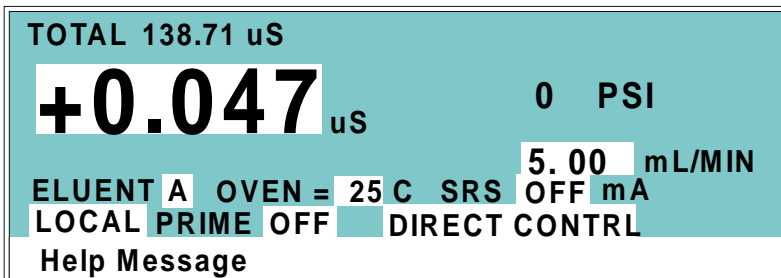 TOTAL 138.71 uS
+0.047 uS 0 PSI
5.00 mL/MIN
ELUENT A OVEN = 25 C SRS OFF mA
LOCAL PRIME OFF DIRECT CONTRL
Help Message